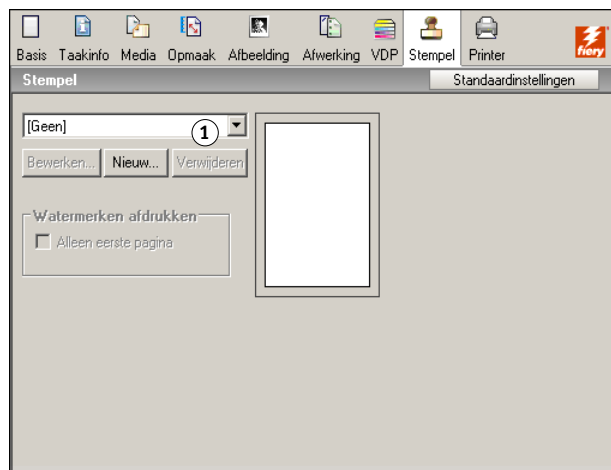 Basis Taakinfo Media Opmaak Afbeelding Afwerking VDP Stempel Printer fiery
Stempel Standaardinstellingen
[Geen] 1
Bewerken... Nieuw... Verwijderen
Watermerken afdrukken
Alleen eerste pagina